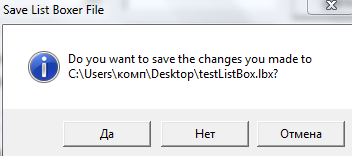 Save List Boxer File
Do you want to save the changes you made to
C:\Users\комп\Desktop\testListBox.lbx?
Да
Нет
Отмена